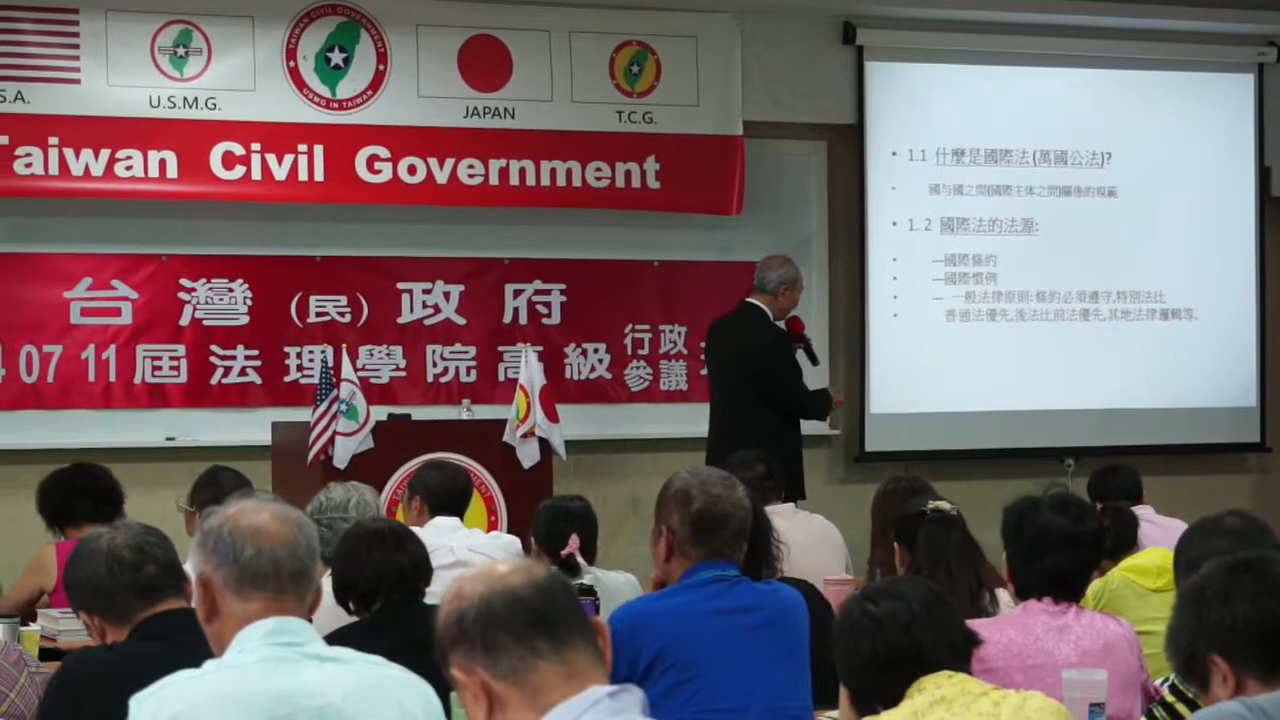 S.A.
U.S.M.G.
TAIWAN CIVIL GOVERNMENT
USMG IN TAIWAN
JAPAN
T.C.G.
Taiwan Civil Government
台灣(民)政府
07 11屆法理學院高級行政參議
1.1 什麼是國際法(萬國公法)?
國与國之間(國際主体之間)關係的規範
1. 2 國際法的法源:
—國際條約
—國際慣例
— 一般法律原則: 條約必須遵守,特別法比
普通法優先,後法比前法優先,其他法律邏輯等、